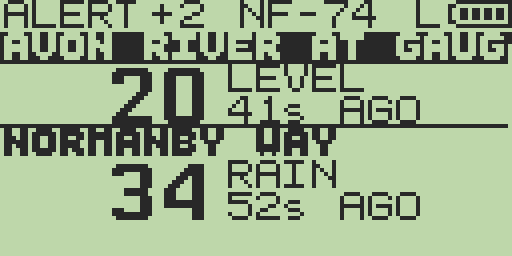 ALERT +2 NF-74 L
AVON RIVER AT GAUG
20 LEVEL
41s AGO
NORMANBY WAY
34 RAIN
52s AGO